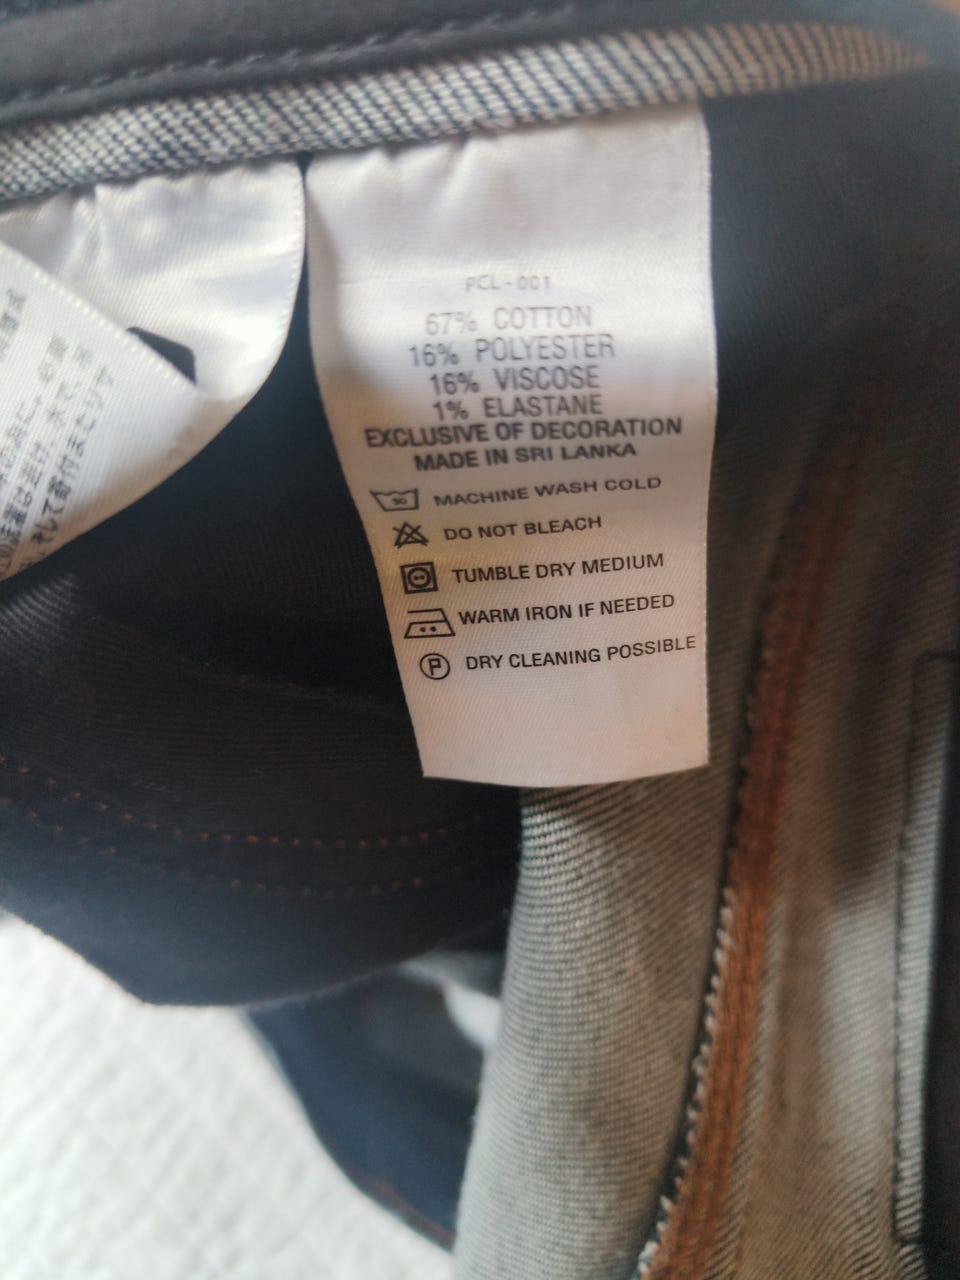 PCL-001
67% COTTON
16% POLYESTER
16% VISCOSE
1% ELASTANE
EXCLUSIVE OF DECORATION
MADE IN SRI LANKA
30 MACHINE WASH COLD
DO NOT BLEACH
TUMBLE DRY MEDIUM
WARM IRON IF NEEDED
P DRY CLEANING POSSIBLE